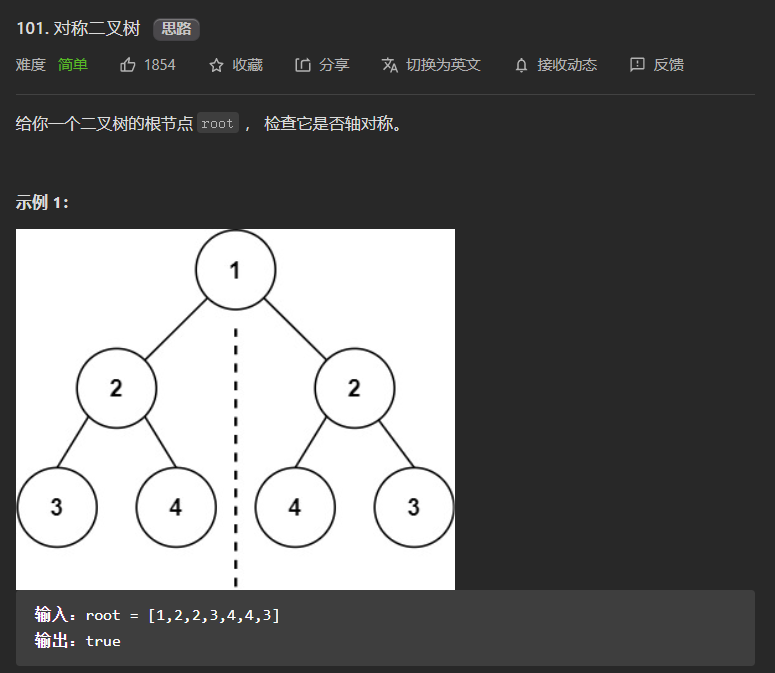 101. 对称二叉树 思路
难度 简单 1854 收藏 分享 切换为英文 接收动态 反馈
给你一个二叉树的根节点 root ， 检查它是否轴对称。
示例 1：
1
2 2
3 4 4 3
输入：root = [1,2,2,3,4,4,3]
输出：true